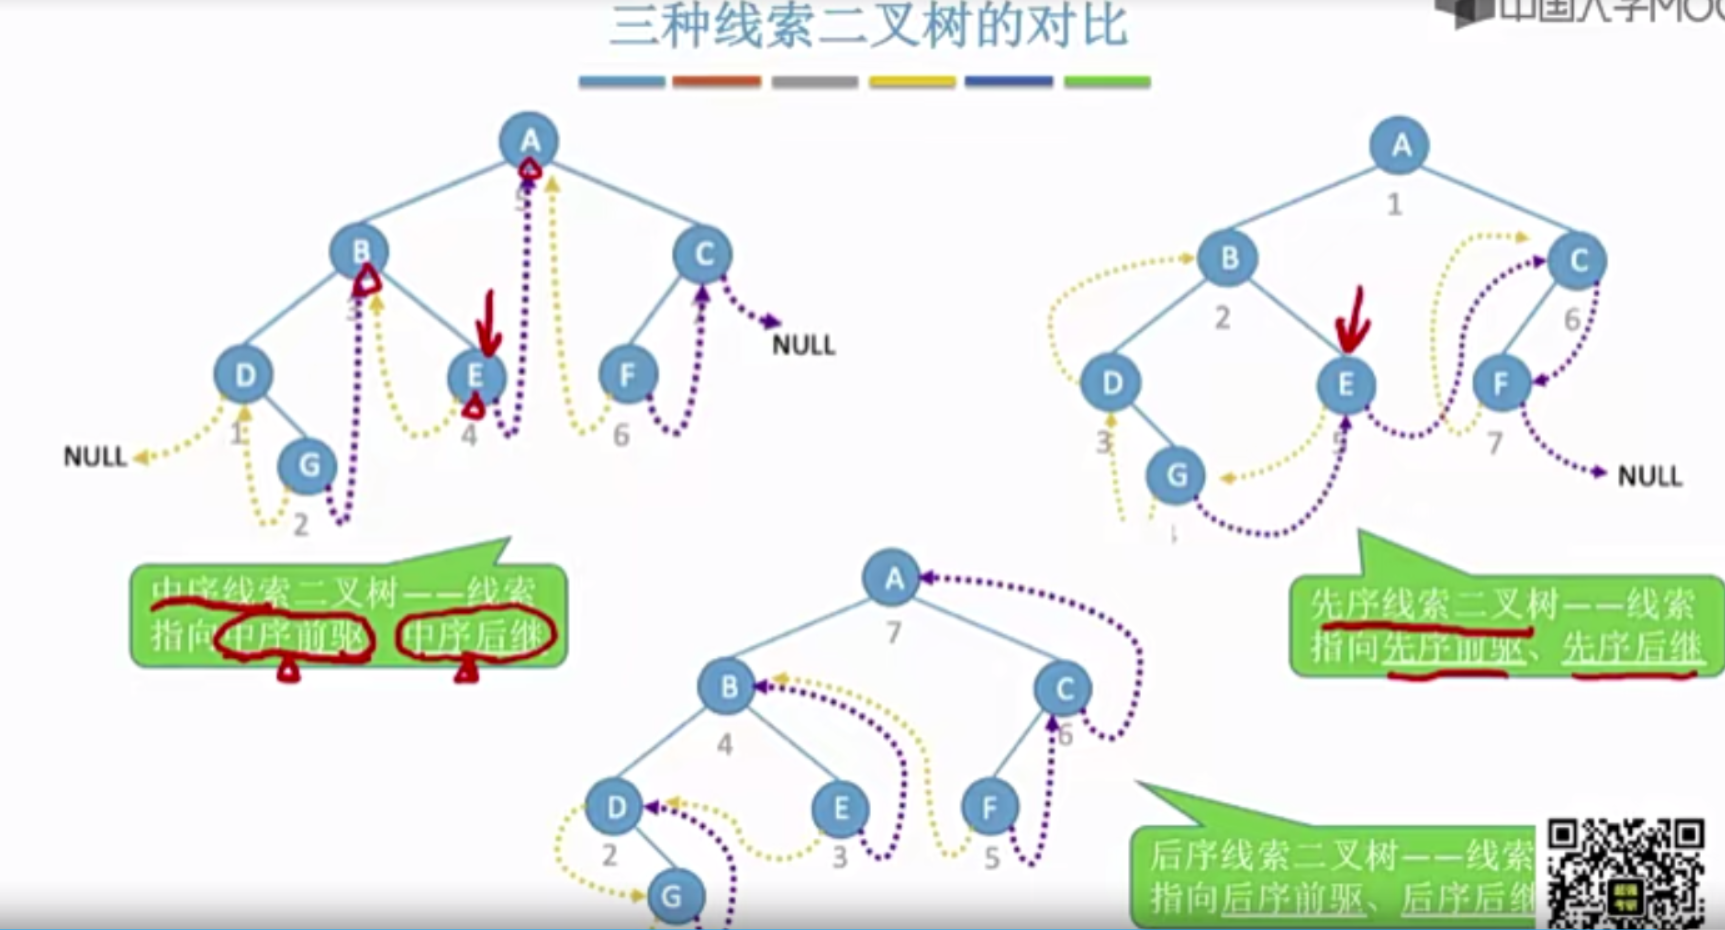 三种线索二叉树的对比
中国大学MOO
A
5
B
3
C
D
1
E
4
F
6
G
2
NULL
NULL
中序线索二叉树——线索
指向中序前驱 中序后继
A
1
B
2
C
6
D
3
E
5
F
7
G
NULL
先序线索二叉树——线索
指向先序前驱、先序后继
A
7
B
4
C
6
D
2
E
3
F
5
G
后序线索二叉树——线索
指向后序前驱、后序后继